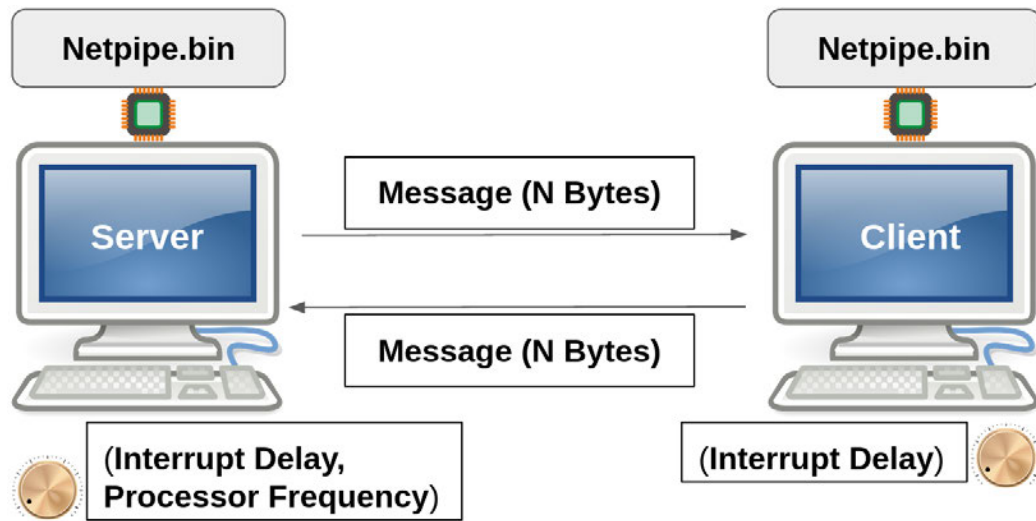 Netpipe.bin
Netpipe.bin
Message (N Bytes)
Server
Client
Message (N Bytes)
(Interrupt Delay,
Processor Frequency)
(Interrupt Delay)